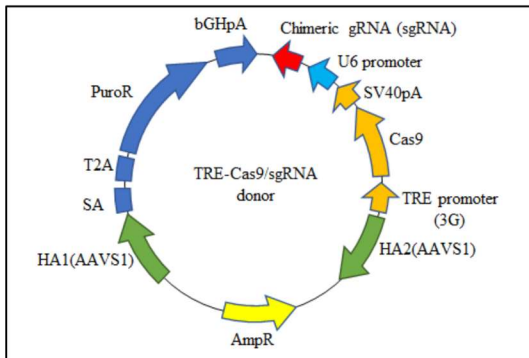 bGHpA
Chimeric gRNA (sgRNA)
U6 promoter
SV40pA
PuroR
Cas9
T2A
TRE-Cas9/sgRNA
donor
SA
TRE promoter
(3G)
HA1(AAVS1)
HA2(AAVS1)
AmpR